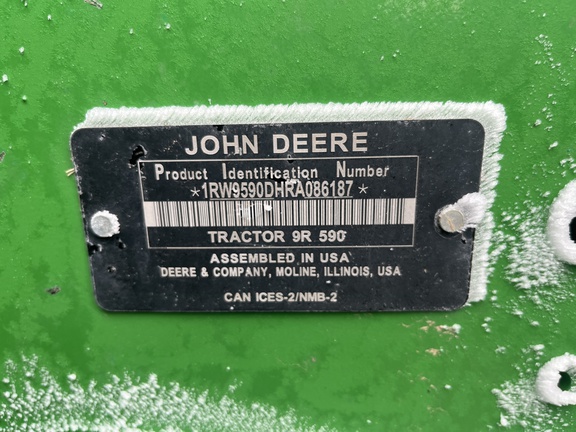 JOHN DEERE
Product Identification Number
*1RW9590DHRA086187*
TRACTOR 9R 590
ASSEMBLED IN USA
DEERE & COMPANY, MOLINE, ILLINOIS, USA
CAN ICES-2/NMB-2